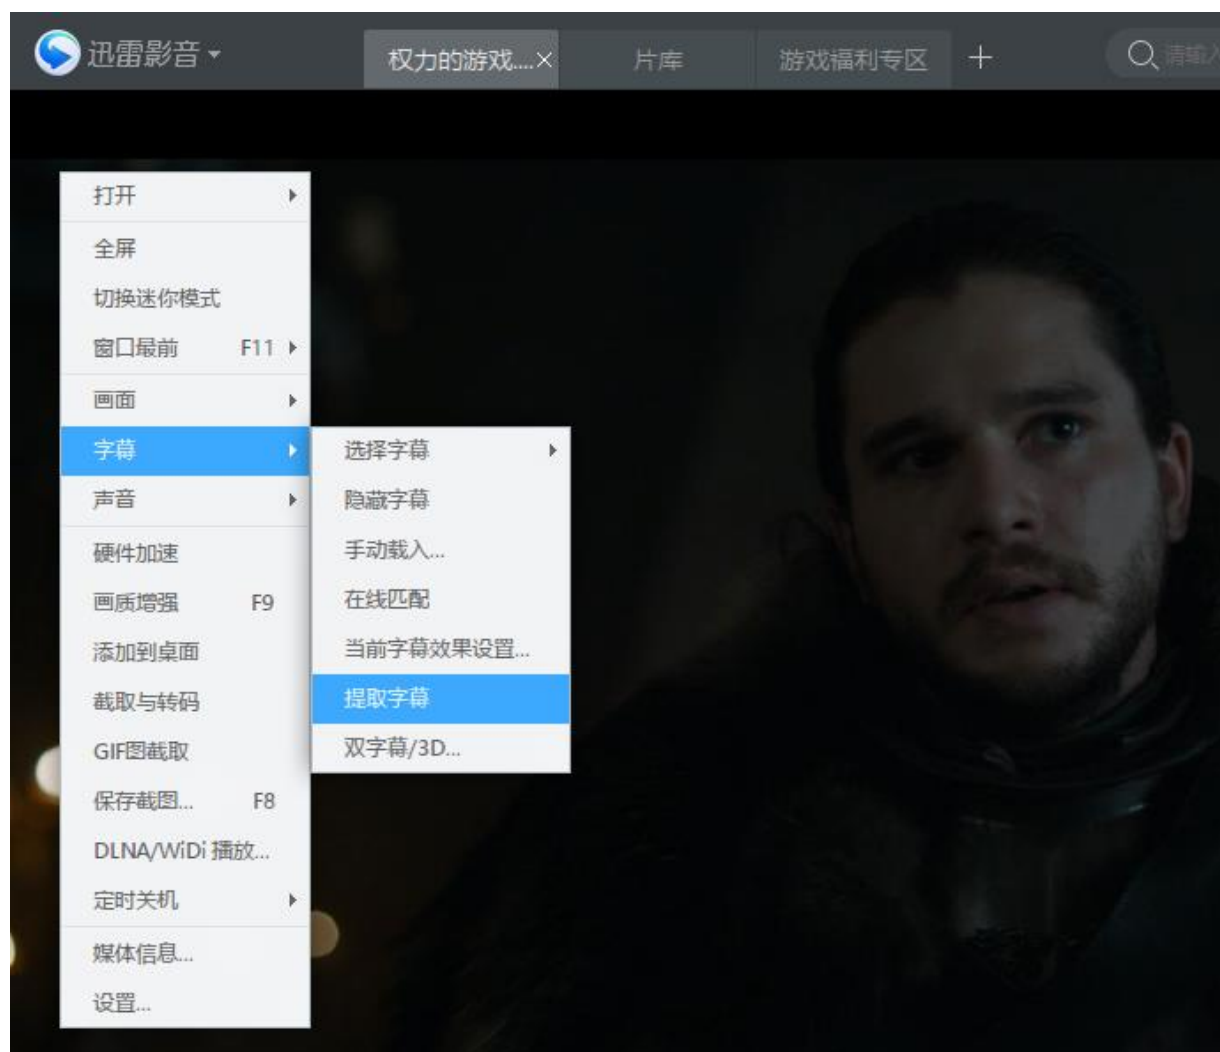 迅雷影音
权力的游戏....
片库
游戏福利专区
请输入
打开
全屏
切换迷你模式
窗口最前 F11
画面
字幕
声音
硬件加速
画质增强 F9
添加到桌面
截取与转码
GIF图截取
保存截图... F8
DLNA/WiDi 播放...
定时关机
媒体信息...
设置...
选择字幕
隐藏字幕
手动载入...
在线匹配
当前字幕效果设置...
提取字幕
双字幕/3D...